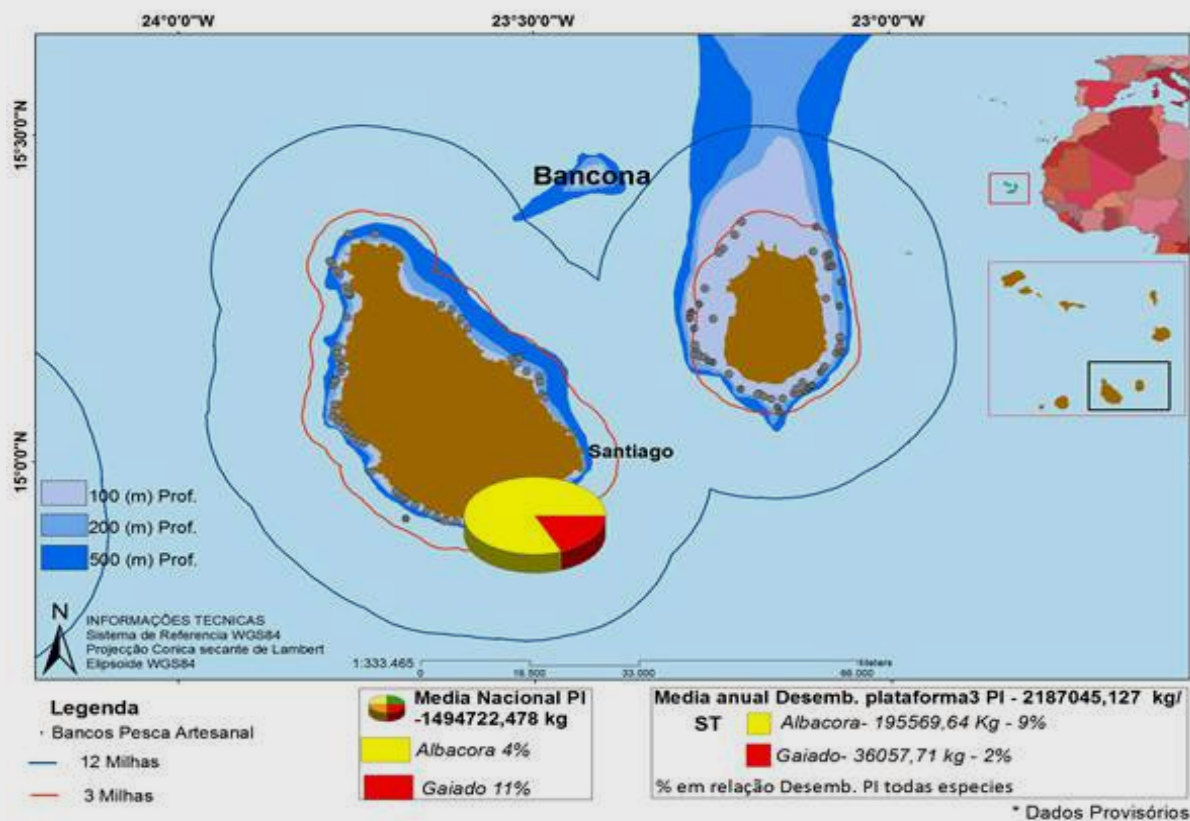 24°0'0"W
23°30'0"W
23°0'0"W
15°30'0"N
15°0'0"N
Bancona
Santiago
100 (m) Prof.
200 (m) Prof.
500 (m) Prof.
N
INFORMAÇÕES TECNICAS
Sistema de Referencia WGS84
Projecção Conica secante de Lambert
Elipsoide WGS84
1:333.465
Meters
0 16.500 33.000 66.000
Legenda
Bancos Pesca Artesanal
12 Milhas
3 Milhas
Media Nacional PI
-1494722,478 kg
Albacora 4%
Gaiado 11%
Media anual Desemb. plataforma3 PI - 2187045,127 kg/
ST
Albacora- 195569,64 Kg - 9%
Gaiado- 36057,71 kg - 2%
% em relação Desemb. PI todas especies
* Dados Provisórios